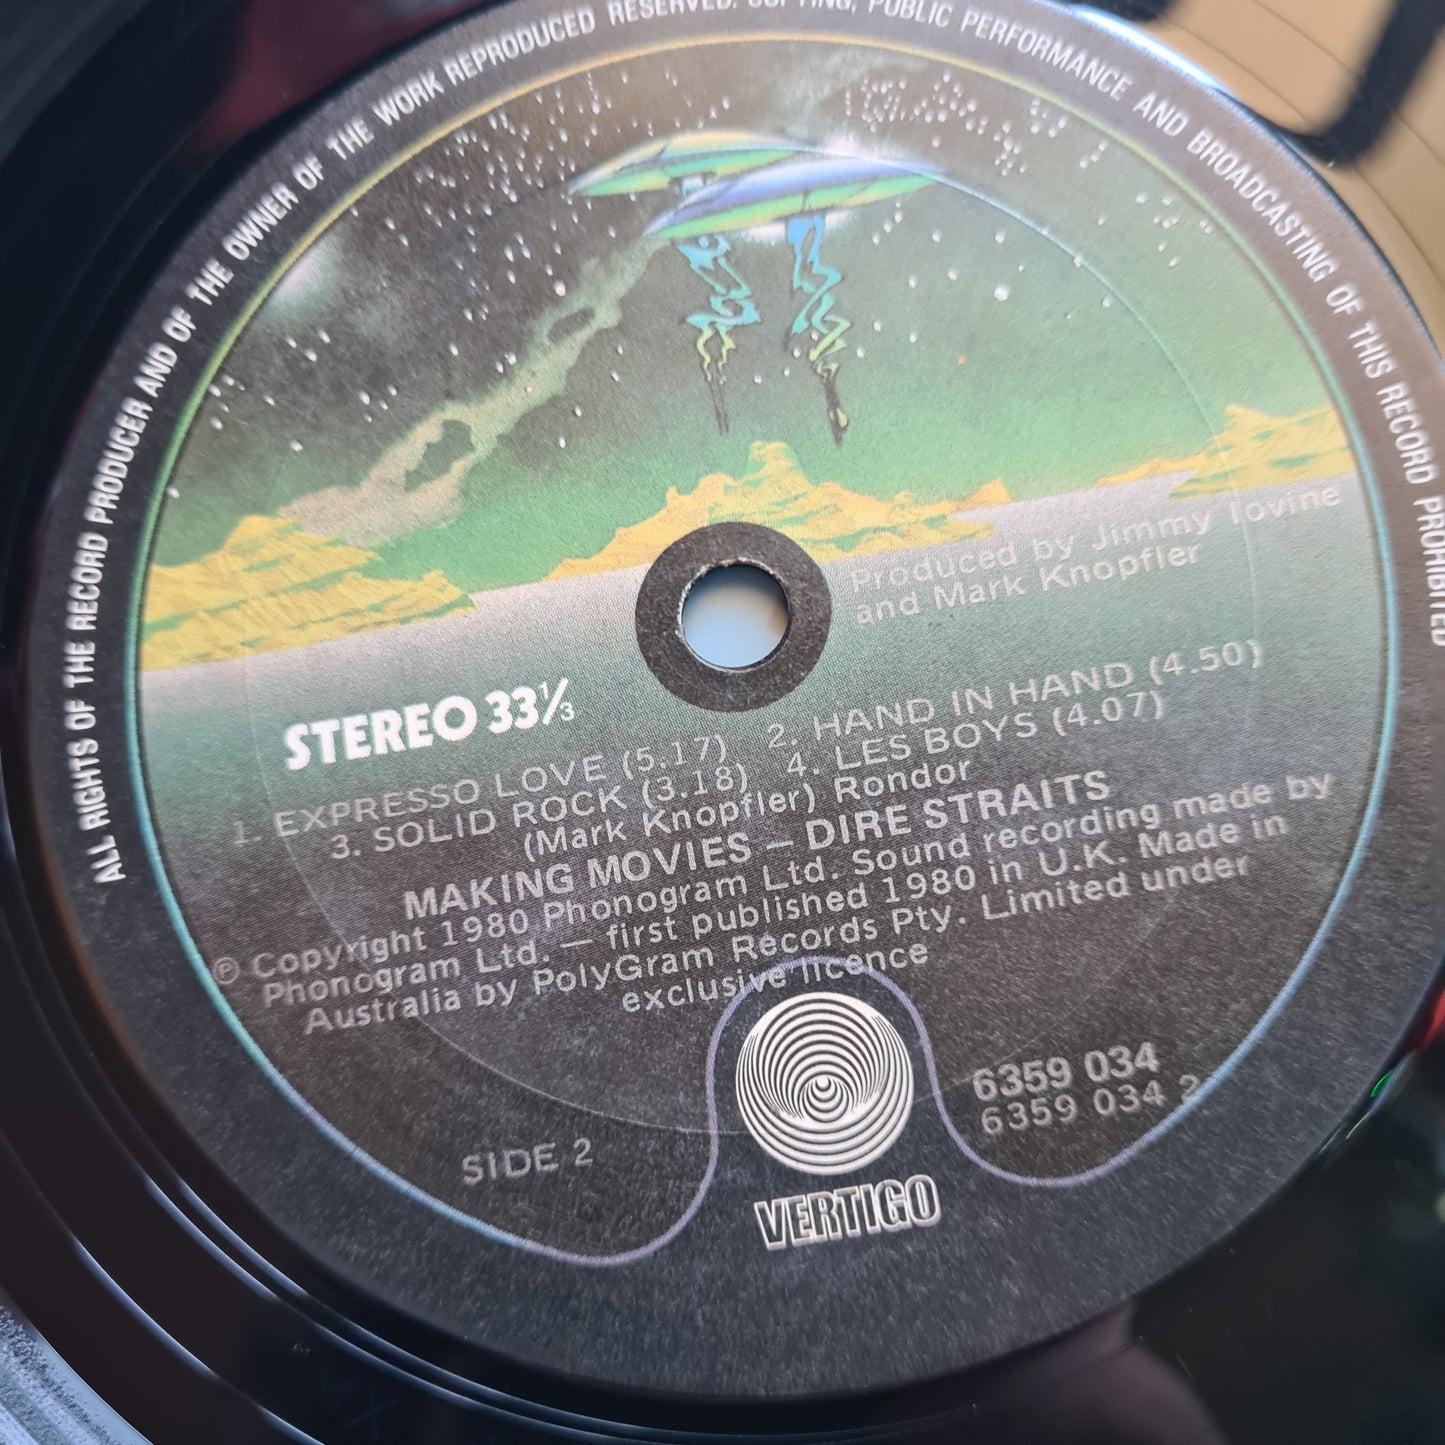 ALL RIGHTS OF THE RECORD PRODUCER AND OF THE OWNER OF THE WORK REPRODUCED RESERVED. COPYING, PUBLIC PERFORMANCE AND BROADCASTING OF THIS RECORD PROHIBITED
Produced by Jimmy Iovine
and Mark Knopfler
STEREO 33⅓
1. EXPRESSO LOVE (5.17) 2. HAND IN HAND (4.50)
3. SOLID ROCK (3.18) 4. LES BOYS (4.07)
(Mark Knopfler) Rondor
MAKING MOVIES — DIRE STRAITS
℗ Copyright 1980 Phonogram Ltd. Sound recording made by
Phonogram Ltd. — first published 1980 in U.K. Made in
Australia by PolyGram Records Pty. Limited under
exclusive licence
6359 034
6359 034 2
SIDE 2
VERTIGO